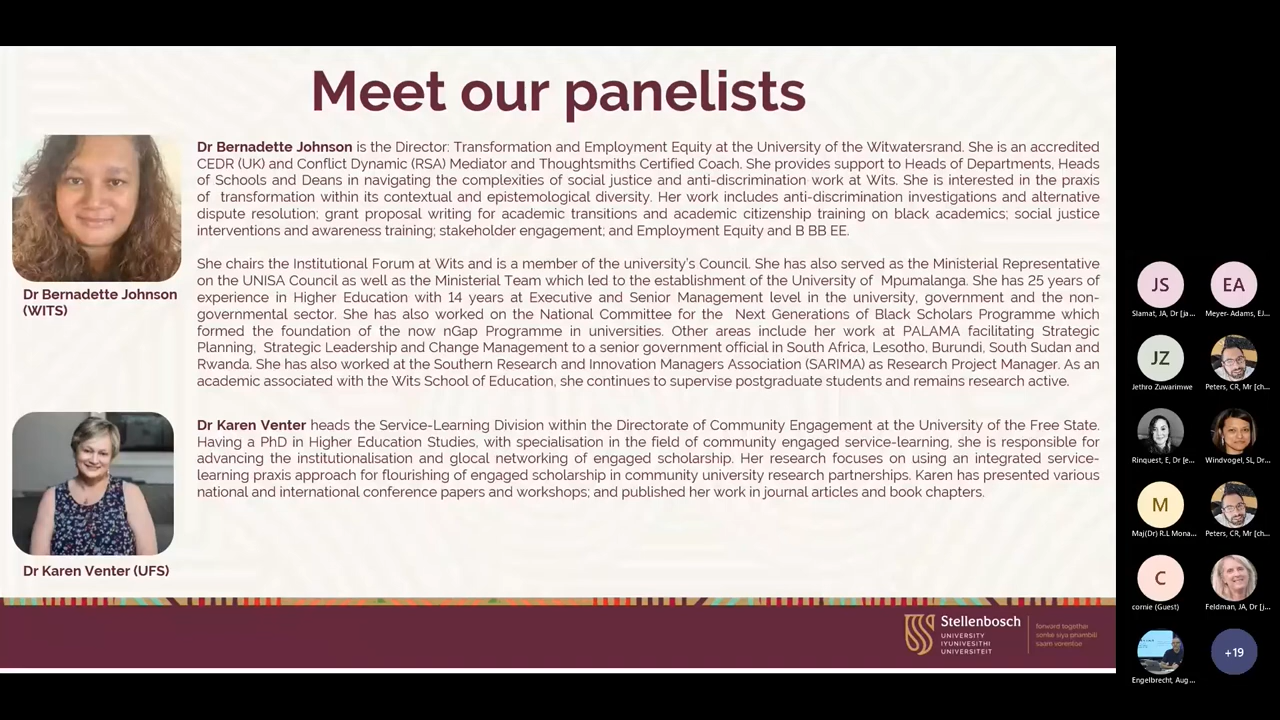 Meet our panelists
Dr Bernadette Johnson is the Director: Transformation and Employment Equity at the University of the Witwatersrand. She is an accredited
CEDR (UK) and Conflict Dynamic (RSA) Mediator and Thoughtsmiths Certified Coach. She provides support to Heads of Departments, Heads
of Schools and Deans in navigating the complexities of social justice and anti-discrimination work at Wits. She is interested in the praxis
of transformation within its contextual and epistemological diversity. Her work includes anti-discrimination investigations and alternative
dispute resolution; grant proposal writing for academic transitions and academic citizenship training on black academics; social justice
interventions and awareness training; stakeholder engagement; and Employment Equity and B BB EE.
She chairs the Institutional Forum at Wits and is a member of the university's Council. She has also served as the Ministerial Representative
on the UNISA Council as well as the Ministerial Team which led to the establishment of the University of Mpumalanga. She has 25 years of
experience in Higher Education with 14 years at Executive and Senior Management level in the university, government and the non-
governmental sector. She has also worked on the National Committee for the Next Generations of Black Scholars Programme which
formed the foundation of the now nGap Programme in universities. Other areas include her work at PALAMA facilitating Strategic
Planning, Strategic Leadership and Change Management to a senior government official in South Africa, Lesotho, Burundi, South Sudan and
Rwanda. She has also worked at the Southern Research and Innovation Managers Association (SARIMA) as Research Project Manager. As an
academic associated with the Wits School of Education, she continues to supervise postgraduate students and remains research active.
Dr Bernadette Johnson
(WITS)
Dr Karen Venter heads the Service-Learning Division within the Directorate of Community Engagement at the University of the Free State.
Having a PhD in Higher Education Studies, with specialisation in the field of community engaged service-learning, she is responsible for
advancing the institutionalisation and glocal networking of engaged scholarship. Her research focuses on using an integrated service-
learning praxis approach for flourishing of engaged scholarship in community university research partnerships. Karen has presented various
national and international conference papers and workshops; and published her work in journal articles and book chapters.
Dr Karen Venter (UFS)
Stellenbosch
UNIVERSITY
IYUNIVESITHI
UNIVERSITEIT
forward together
sonke siya phambili
saam vorentoe
JS
EA
Slamat, JA, Dr [ja...
Meyer- Adams, EJ...
JZ
Jethro Zuwarimwe
Peters, CR, Mr [ch...
Rinquest, E, Dr [e...
Windvogel, SL, Dr...
M
Maj(Dr) R.L Mona...
Peters, CR, Mr [ch...
C
cornie (Guest)
Feldman, JA, Dr [j...
Engelbrecht, Aug...
+19